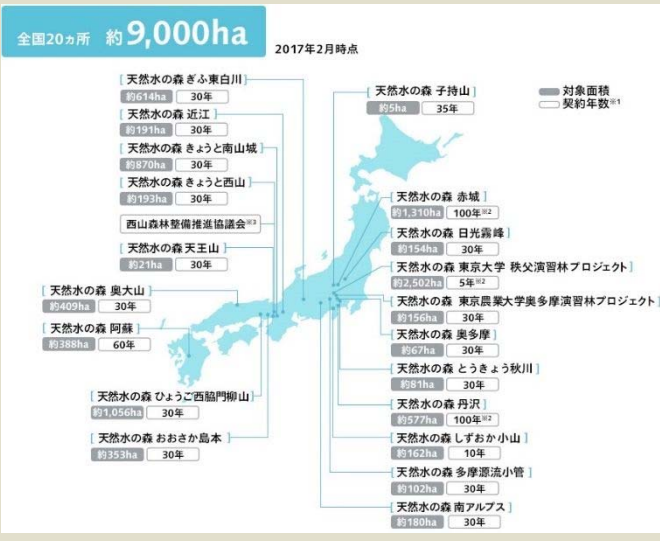 全国20ヵ所 約9,000ha
2017年2月時点
[天然水の森 ぎふ東白川]
約614ha 30年
[天然水の森 近江]
約191ha 30年
[天然水の森 きょうと南山城]
約870ha 30年
[天然水の森 きょうと西山]
約193ha 30年
西山森林整備推進協議会※3
[天然水の森 天王山]
約21ha 30年
[天然水の森 奥大山]
約409ha 30年
[天然水の森 阿蘇]
約388ha 60年
[天然水の森 ひょうご西脇門柳山]
約1,056ha 30年
[天然水の森 おおさか島本]
約353ha 30年
[天然水の森 子持山]
約5ha 35年
対象面積
契約年数※1
[天然水の森 赤城]
約1,310ha 100年※2
[天然水の森 日光霧峰]
約154ha 30年
[天然水の森 東京大学 秩父演習林プロジェクト]
約2,502ha 5年※2
[天然水の森 東京農業大学奥多摩演習林プロジェクト]
約156ha 30年
[天然水の森 奥多摩]
約67ha 30年
[天然水の森 とうきょう秋川]
約81ha 30年
[天然水の森 丹沢]
約577ha 100年※2
[天然水の森 しずおか小山]
約162ha 10年
[天然水の森 多摩源流小菅]
約102ha 30年
[天然水の森 南アルプス]
約180ha 30年